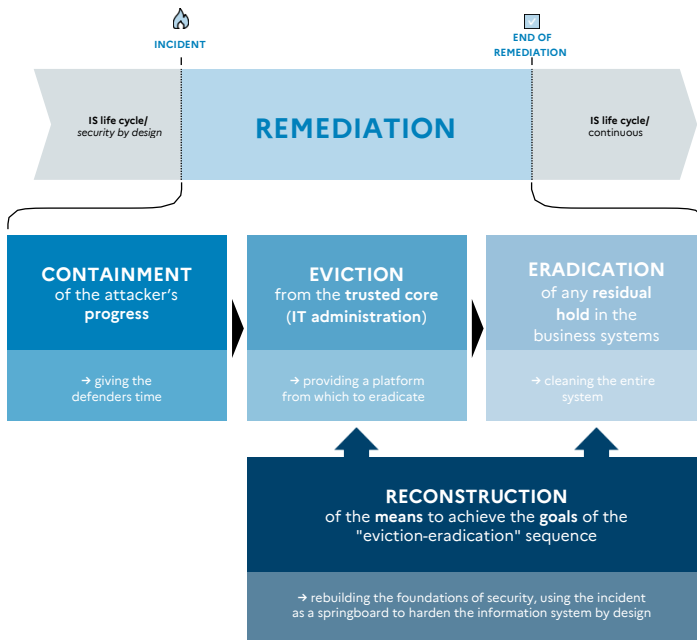 INCIDENT
END OF
REMEDIATION
IS life cycle/
security by design
REMEDIATION
IS life cycle/
continuous
CONTAINMENT
of the attacker's
progress
→ giving the
defenders time
EVICTION
from the trusted core
(IT administration)
→ providing a platform
from which to eradicate
ERADICATION
of any residual
hold in the
business systems
→ cleaning the entire
system
RECONSTRUCTION
of the means to achieve the goals of the
"eviction-eradication" sequence
→ rebuilding the foundations of security, using the incident
as a springboard to harden the information system by design